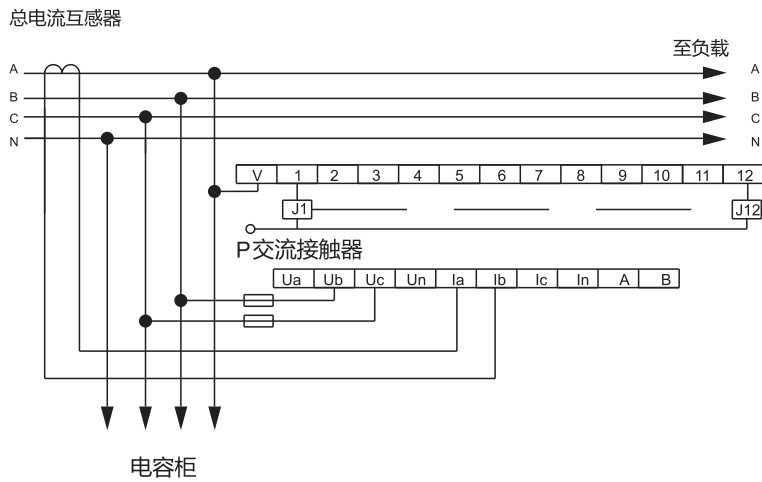 总电流互感器
至负载
A A
B B
C C
N N
V 1 2 3 4 5 6 7 8 9 10 11 12
J1 J12
P交流接触器
Ua Ub Uc Un Ia Ib Ic In A B
电容柜